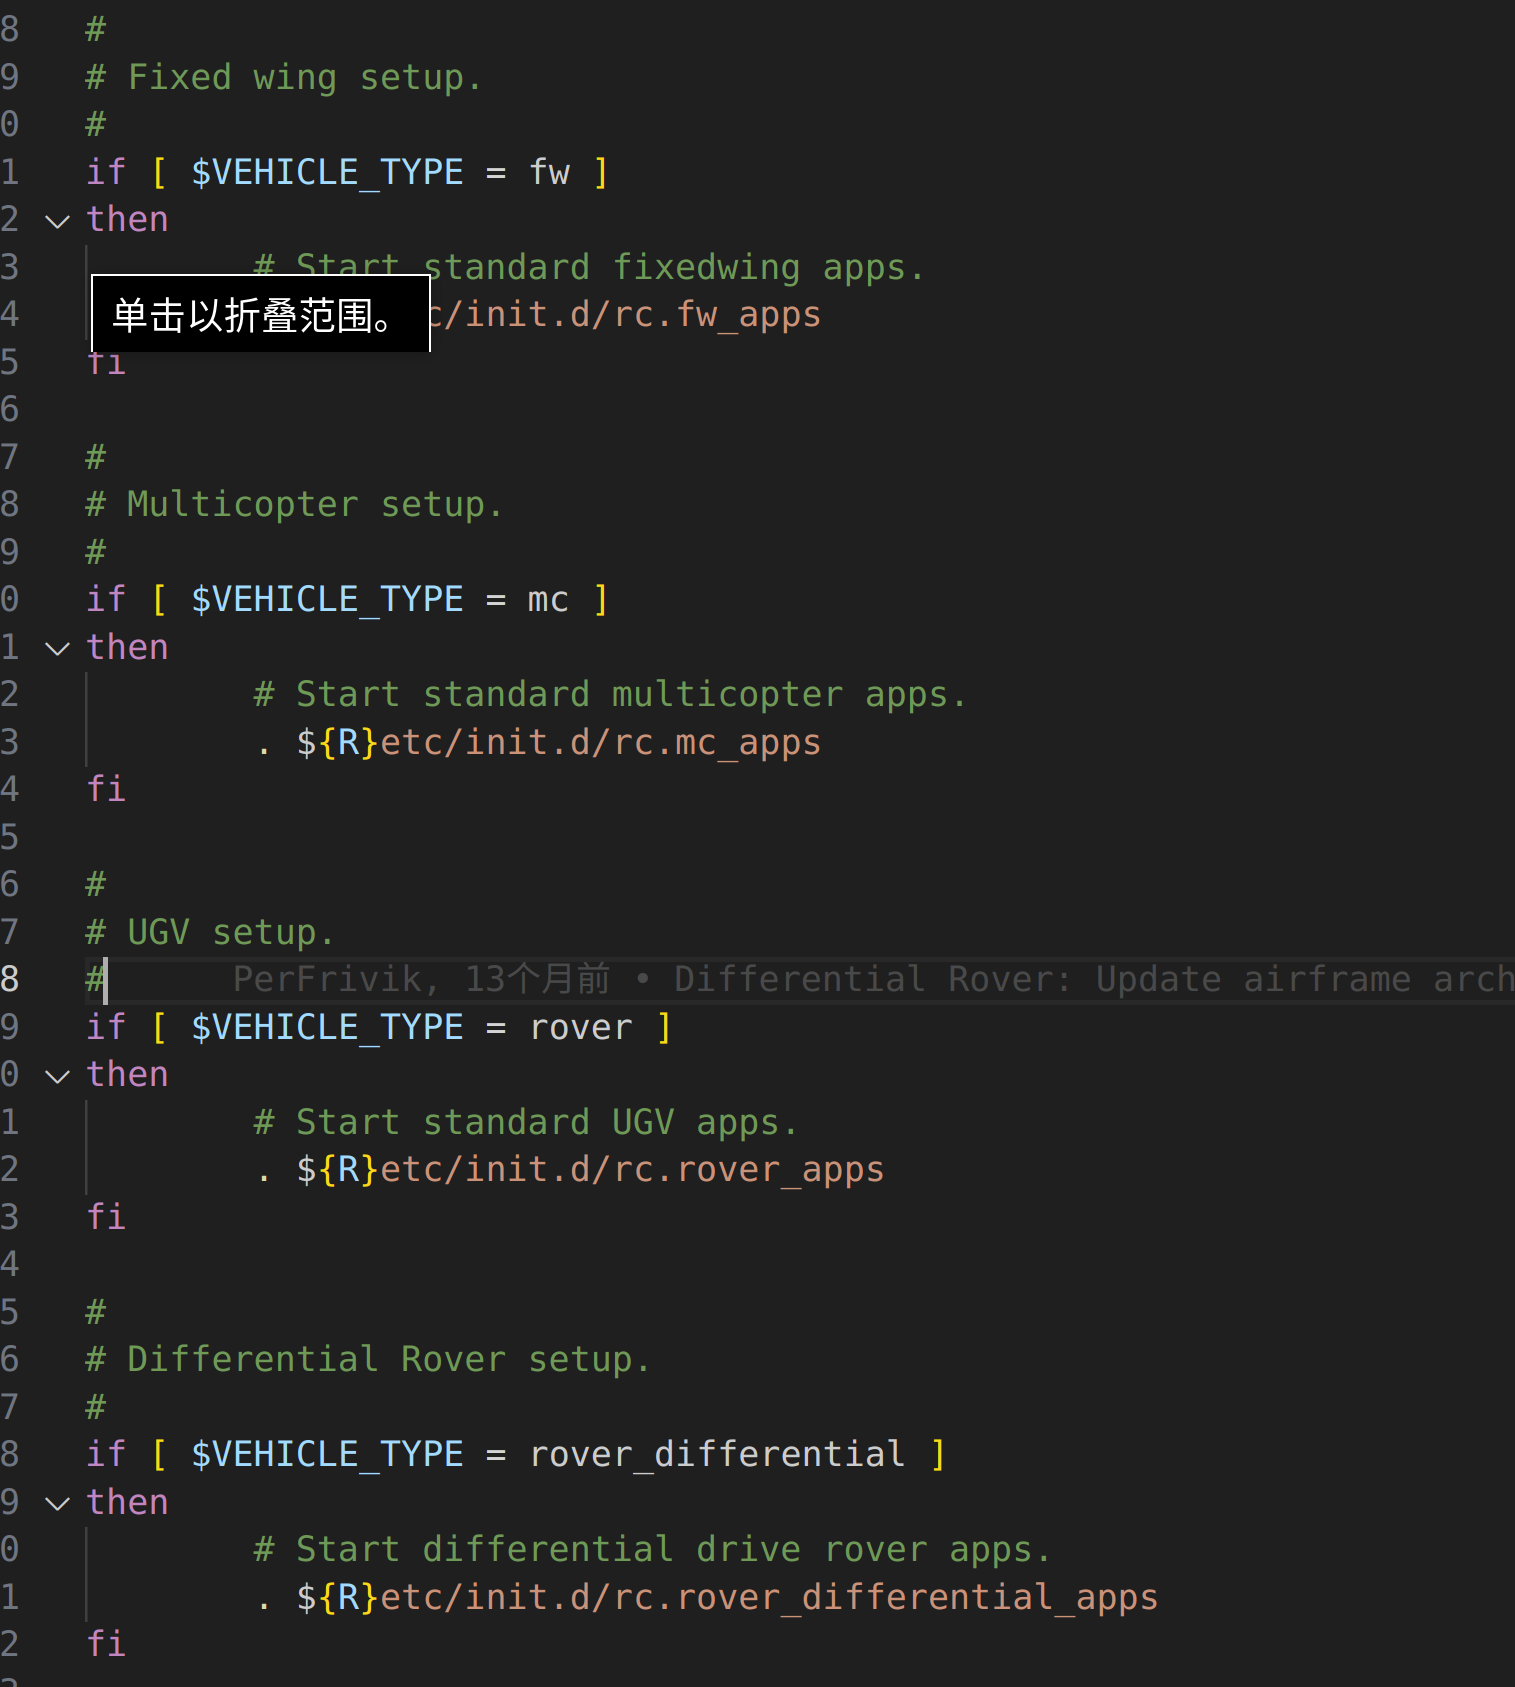 8 #
9 # Fixed wing setup.
0 #
1 if [ $VEHICLE_TYPE = fw ]
2 then
3 # Start standard fixedwing apps.
4 单击以折叠范围。 c/init.d/rc.fw_apps
5 fi
6
7 #
8 # Multicopter setup.
9 #
0 if [ $VEHICLE_TYPE = mc ]
1 then
2 # Start standard multicopter apps.
3 . ${R}etc/init.d/rc.mc_apps
4 fi
5
6 #
7 # UGV setup.
8 # PerFrivik, 13个月前 • Differential Rover: Update airframe arch
9 if [ $VEHICLE_TYPE = rover ]
0 then
1 # Start standard UGV apps.
2 . ${R}etc/init.d/rc.rover_apps
3 fi
4
5 #
6 # Differential Rover setup.
7 #
8 if [ $VEHICLE_TYPE = rover_differential ]
9 then
0 # Start differential drive rover apps.
1 . ${R}etc/init.d/rc.rover_differential_apps
2 fi